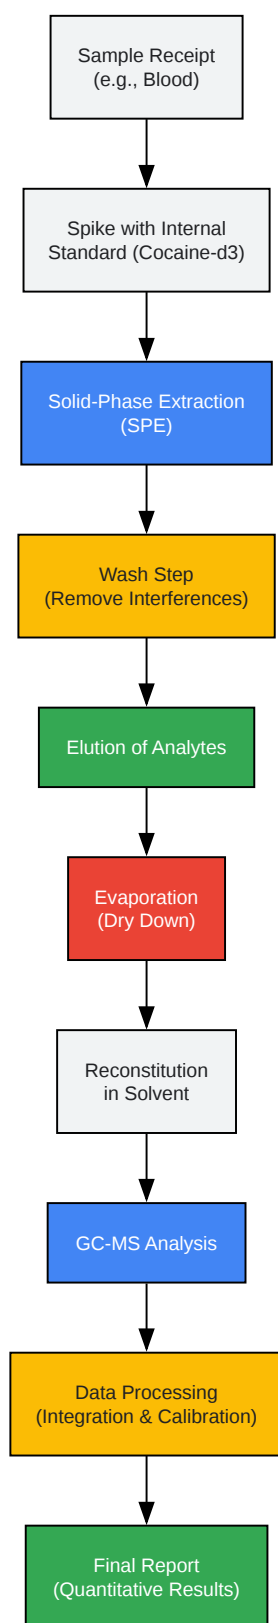 Sample Receipt
(e.g., Blood)
Spike with Internal
Standard (Cocaine-d3)
Solid-Phase Extraction
(SPE)
Wash Step
(Remove Interferences)
Elution of Analytes
Evaporation
(Dry Down)
Reconstitution
in Solvent
GC-MS Analysis
Data Processing
(Integration & Calibration)
Final Report
(Quantitative Results)